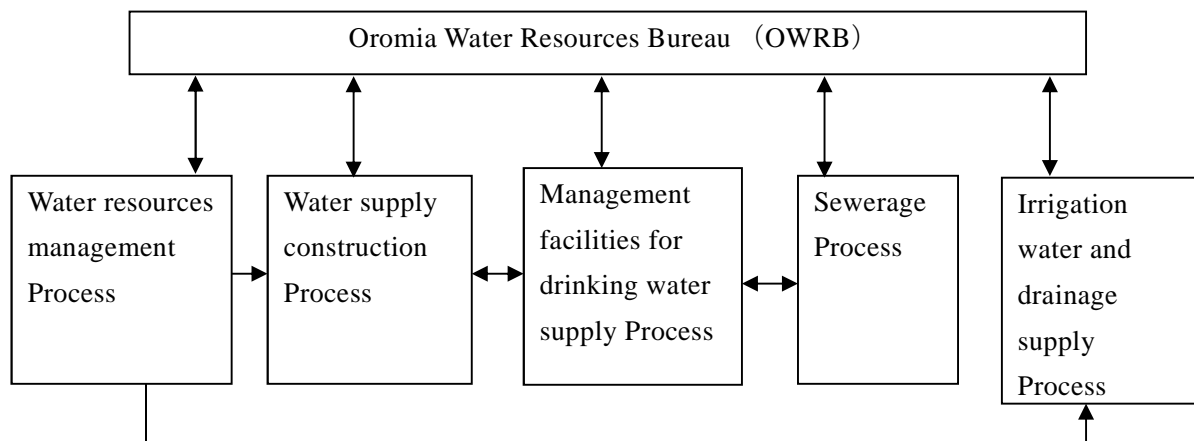 Oromia Water Resources Bureau （OWRB）
Water resources
management
Process
Water supply
construction
Process
Management
facilities for
drinking water
supply Process
Sewerage
Process
Irrigation
water and
drainage
supply
Process